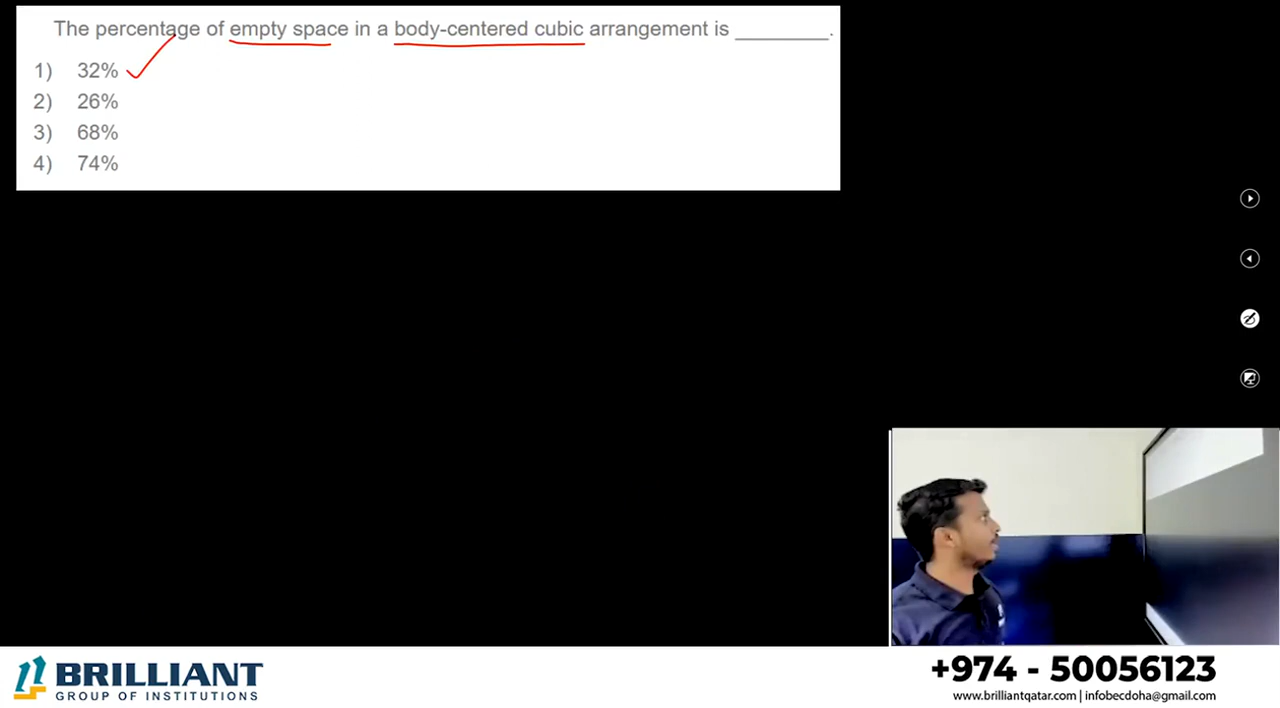 The percentage of empty space in a body-centered cubic arrangement is _________.
1) 32%
2) 26%
3) 68%
4) 74%
BRILLIANT
GROUP OF INSTITUTIONS
+974 - 50056123
www.brilliantqatar.com | infobecdoha@gmail.com